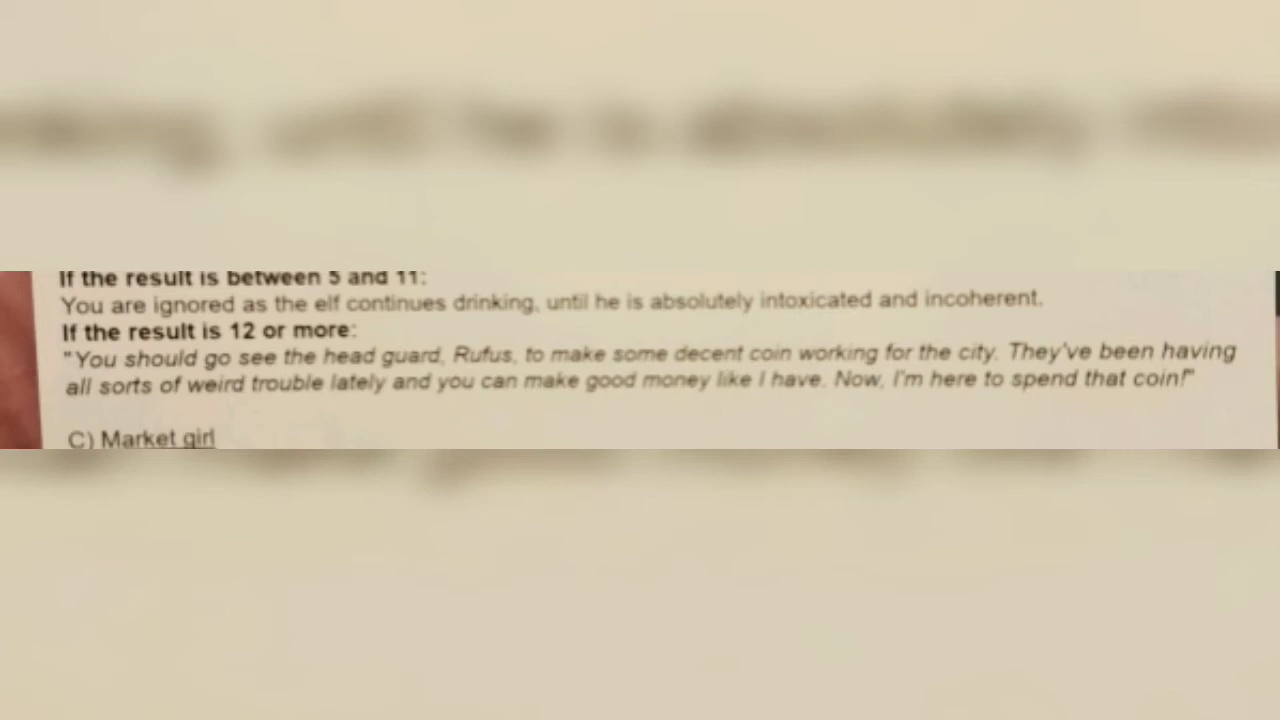 If the result is between 5 and 11:
You are ignored as the elf continues drinking, until he is absolutely intoxicated and incoherent.
If the result is 12 or more:
"You should go see the head guard, Rufus, to make some decent coin working for the city. They've been having
all sorts of weird trouble lately and you can make good money like I have. Now, I'm here to spend that coin!"
C) Market girl